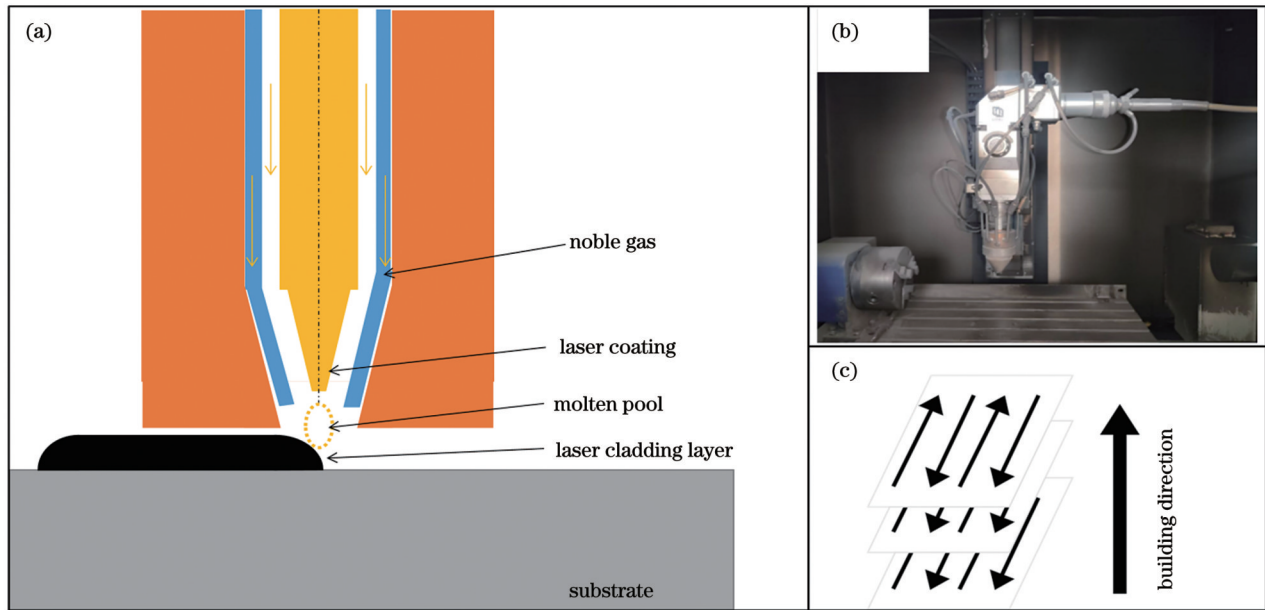 (a)
noble gas
laser coating
molten pool
laser cladding layer
substrate
(b)
(c)
building direction